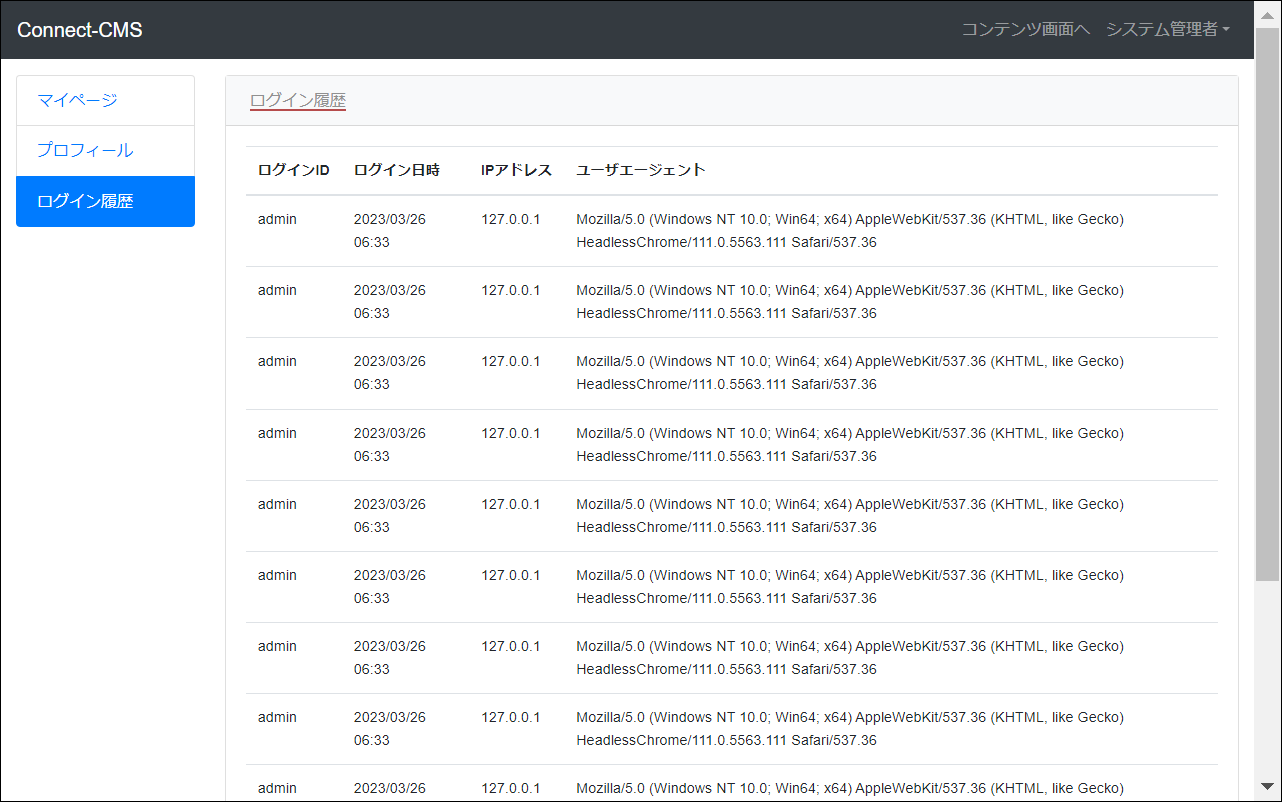 Connect-CMS コンテンツ画面へ システム管理者
マイページ
プロフィール
ログイン履歴
ログイン履歴
ログインID ログイン日時 IPアドレス ユーザエージェント
admin 2023/03/26 127.0.0.1 Mozilla/5.0 (Windows NT 10.0; Win64; x64) AppleWebKit/537.36 (KHTML, like Gecko)
06:33 HeadlessChrome/111.0.5563.111 Safari/537.36
admin 2023/03/26 127.0.0.1 Mozilla/5.0 (Windows NT 10.0; Win64; x64) AppleWebKit/537.36 (KHTML, like Gecko)
06:33 HeadlessChrome/111.0.5563.111 Safari/537.36
admin 2023/03/26 127.0.0.1 Mozilla/5.0 (Windows NT 10.0; Win64; x64) AppleWebKit/537.36 (KHTML, like Gecko)
06:33 HeadlessChrome/111.0.5563.111 Safari/537.36
admin 2023/03/26 127.0.0.1 Mozilla/5.0 (Windows NT 10.0; Win64; x64) AppleWebKit/537.36 (KHTML, like Gecko)
06:33 HeadlessChrome/111.0.5563.111 Safari/537.36
admin 2023/03/26 127.0.0.1 Mozilla/5.0 (Windows NT 10.0; Win64; x64) AppleWebKit/537.36 (KHTML, like Gecko)
06:33 HeadlessChrome/111.0.5563.111 Safari/537.36
admin 2023/03/26 127.0.0.1 Mozilla/5.0 (Windows NT 10.0; Win64; x64) AppleWebKit/537.36 (KHTML, like Gecko)
06:33 HeadlessChrome/111.0.5563.111 Safari/537.36
admin 2023/03/26 127.0.0.1 Mozilla/5.0 (Windows NT 10.0; Win64; x64) AppleWebKit/537.36 (KHTML, like Gecko)
06:33 HeadlessChrome/111.0.5563.111 Safari/537.36
admin 2023/03/26 127.0.0.1 Mozilla/5.0 (Windows NT 10.0; Win64; x64) AppleWebKit/537.36 (KHTML, like Gecko)
06:33 HeadlessChrome/111.0.5563.111 Safari/537.36
admin 2023/03/26 127.0.0.1 Mozilla/5.0 (Windows NT 10.0; Win64; x64) AppleWebKit/537.36 (KHTML, like Gecko)